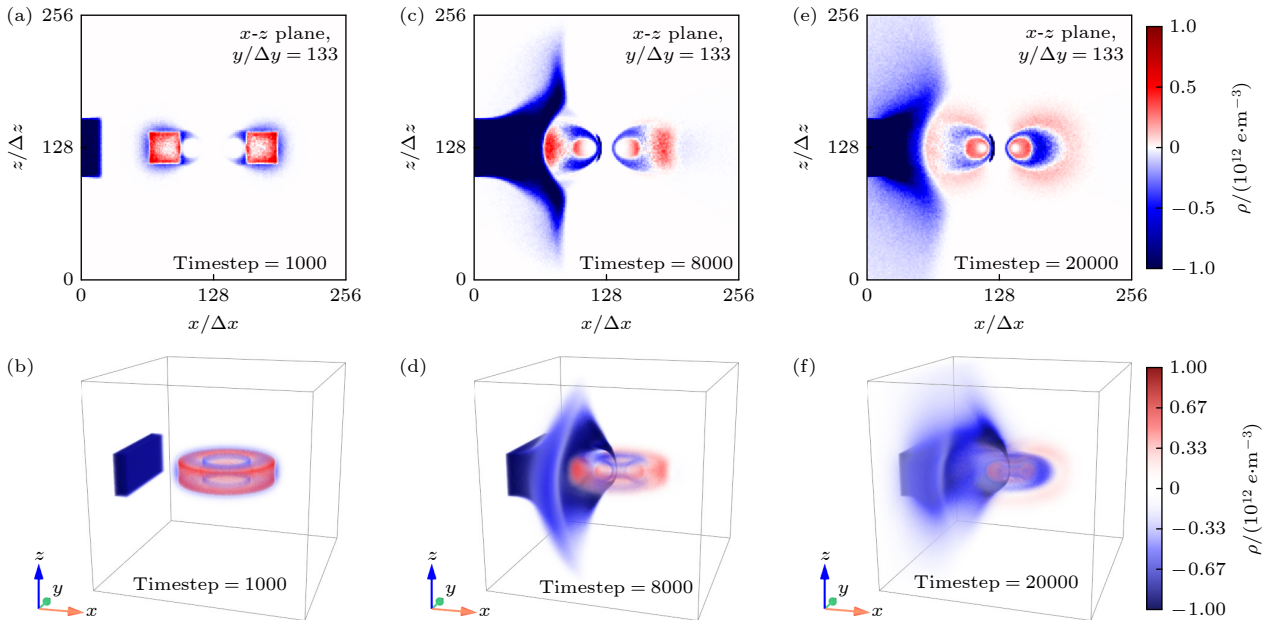 (a)
256
x-z plane,
y/Δy = 133
z/Δz
128
Timestep = 1000
0
0
128
256
x/Δx
(c)
256
x-z plane,
y/Δy = 133
z/Δz
128
Timestep = 8000
0
0
128
256
x/Δx
(e)
256
x-z plane,
y/Δy = 133
z/Δz
128
Timestep = 20000
0
0
128
256
x/Δx
1.0
0.5
0
−0.5
−1.0
ρ/(10¹² e·m⁻³)
(b)
z
y
x
Timestep = 1000
(d)
z
y
x
Timestep = 8000
(f)
z
y
x
Timestep = 20000
1.00
0.67
0.33
0
−0.33
−0.67
−1.00
ρ/(10¹² e·m⁻³)